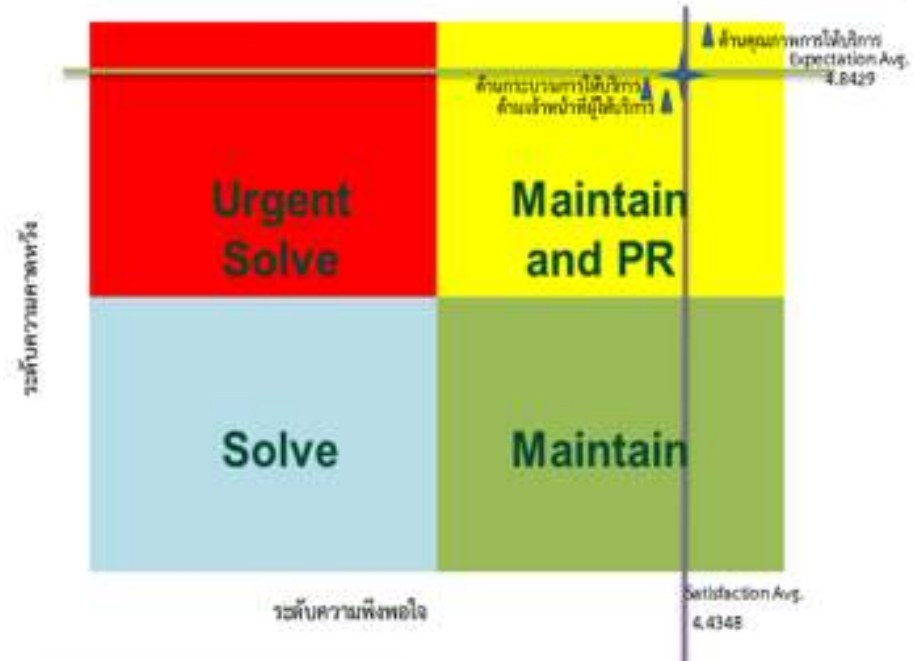 ด้านคุณภาพการให้บริการ
Expectation Avg.
4.8429
ด้านกระบวนการให้บริการ
ด้านเจ้าหน้าที่ผู้ให้บริการ
Urgent
Solve
Maintain
and PR
ระดับความคาดหวัง
Solve
Maintain
ระดับความพึงพอใจ
Satisfaction Avg.
4.4348